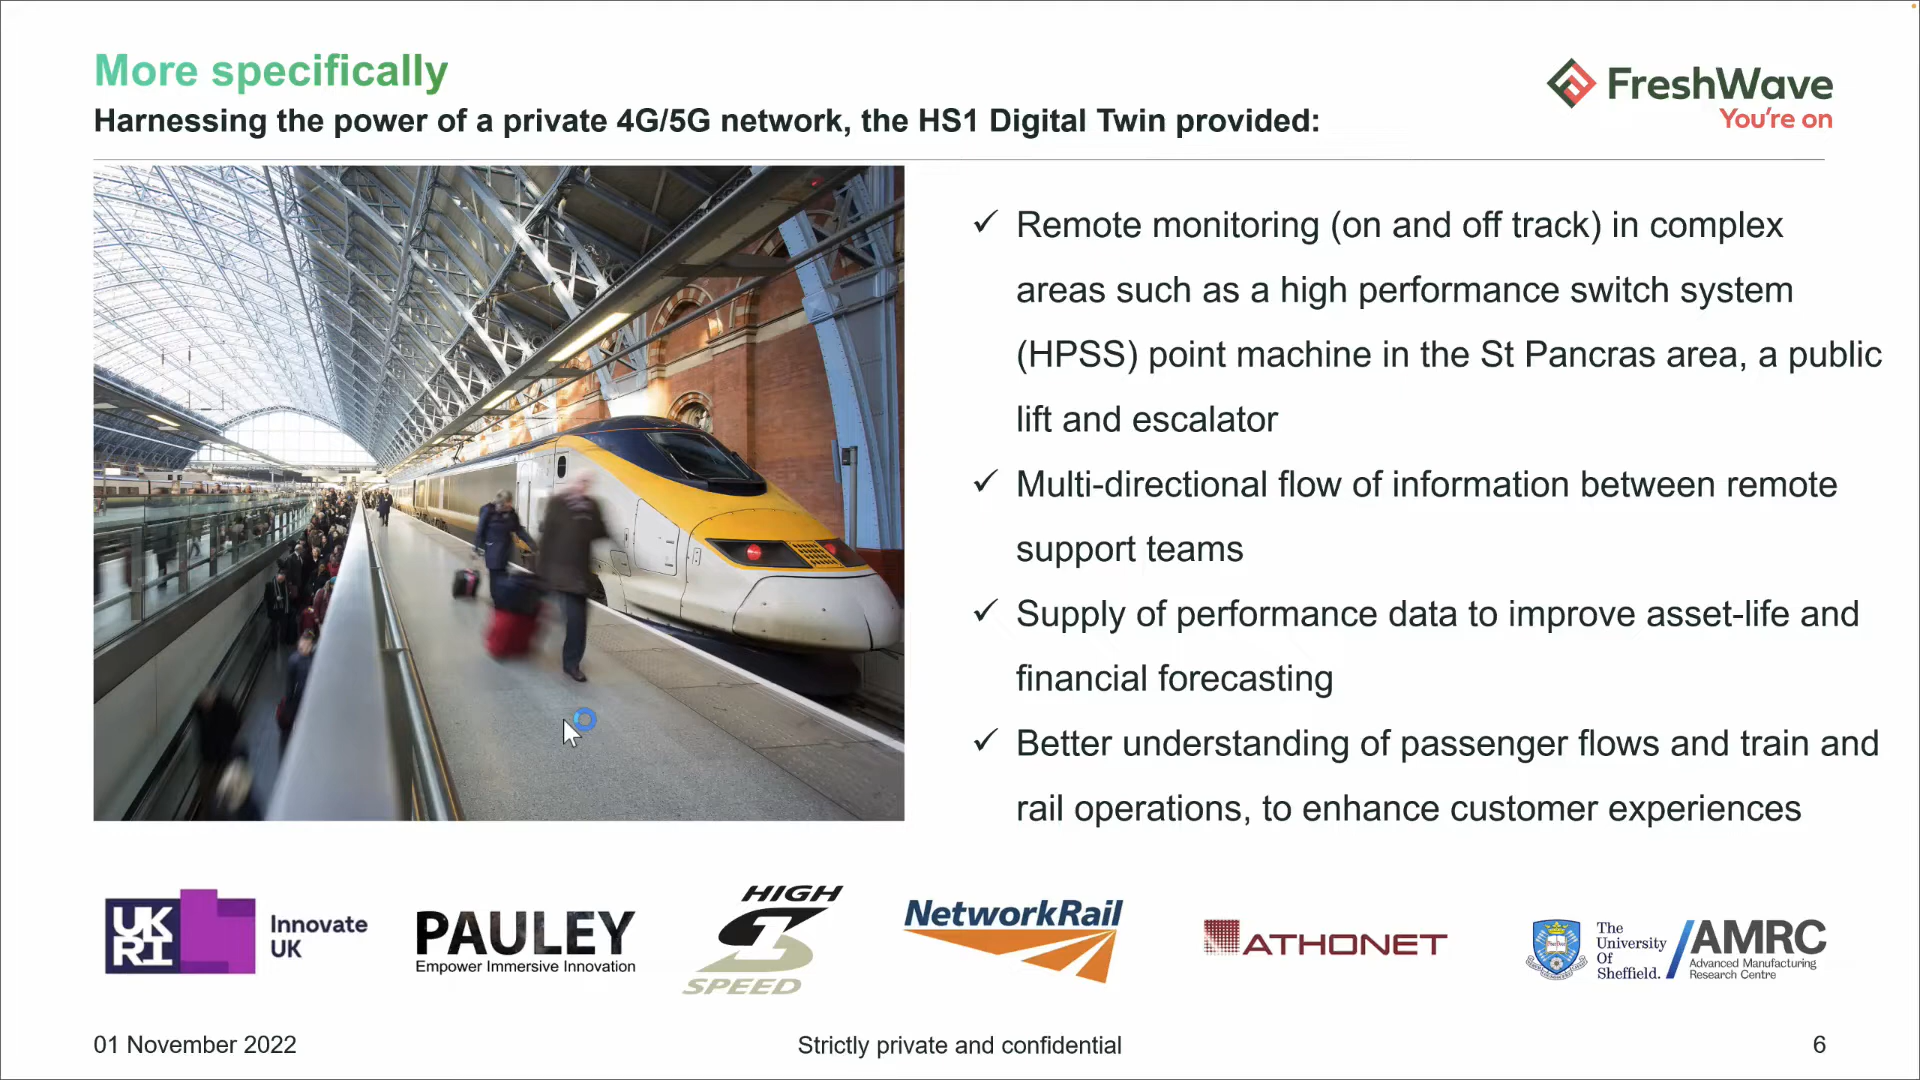 More specifically
Harnessing the power of a private 4G/5G network, the HS1 Digital Twin provided:
FreshWave
You're on
✓ Remote monitoring (on and off track) in complex
areas such as a high performance switch system
(HPSS) point machine in the St Pancras area, a public
lift and escalator
✓ Multi-directional flow of information between remote
support teams
✓ Supply of performance data to improve asset-life and
financial forecasting
✓ Better understanding of passenger flows and train and
rail operations, to enhance customer experiences
UK
RI
Innovate
UK
PAULEY
Empower Immersive Innovation
HIGH
1
SPEED
NetworkRail
ATHONET
The
University
Of
Sheffield.
AMRC
Advanced Manufacturing
Research Centre
01 November 2022
Strictly private and confidential
6